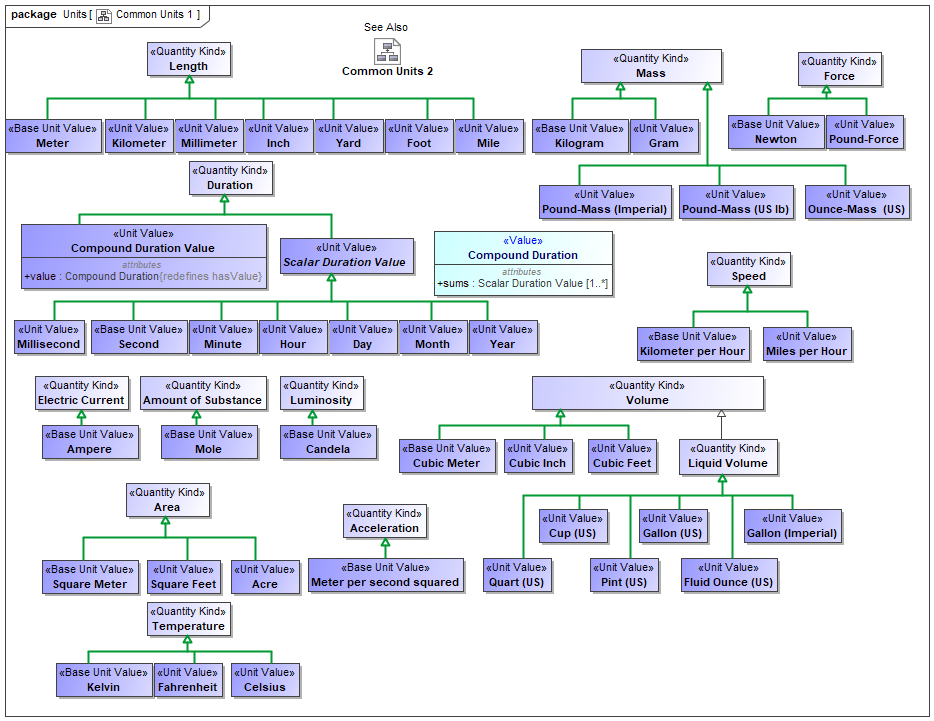 package Units [ Common Units 1 ]
See Also
Common Units 2
«Quantity Kind»
Length
«Base Unit Value»
Meter
«Unit Value»
Kilometer
«Unit Value»
Millimeter
«Unit Value»
Inch
«Unit Value»
Yard
«Unit Value»
Foot
«Unit Value»
Mile
«Quantity Kind»
Mass
«Base Unit Value»
Kilogram
«Unit Value»
Gram
«Unit Value»
Pound-Mass (Imperial)
«Unit Value»
Pound-Mass (US lb)
«Unit Value»
Ounce-Mass (US)
«Quantity Kind»
Force
«Base Unit Value»
Newton
«Unit Value»
Pound-Force
«Quantity Kind»
Duration
«Unit Value»
Compound Duration Value
attributes
+value : Compound Duration{redefines hasValue}
«Unit Value»
Scalar Duration Value
«Value»
Compound Duration
attributes
+sums : Scalar Duration Value [1..*]
«Unit Value»
Millisecond
«Base Unit Value»
Second
«Unit Value»
Minute
«Unit Value»
Hour
«Unit Value»
Day
«Unit Value»
Month
«Unit Value»
Year
«Quantity Kind»
Speed
«Base Unit Value»
Kilometer per Hour
«Unit Value»
Miles per Hour
«Quantity Kind»
Electric Current
«Base Unit Value»
Ampere
«Quantity Kind»
Amount of Substance
«Base Unit Value»
Mole
«Quantity Kind»
Luminosity
«Base Unit Value»
Candela
«Quantity Kind»
Volume
«Base Unit Value»
Cubic Meter
«Unit Value»
Cubic Inch
«Unit Value»
Cubic Feet
«Quantity Kind»
Liquid Volume
«Unit Value»
Cup (US)
«Unit Value»
Gallon (US)
«Unit Value»
Gallon (Imperial)
«Unit Value»
Quart (US)
«Unit Value»
Pint (US)
«Unit Value»
Fluid Ounce (US)
«Quantity Kind»
Area
«Base Unit Value»
Square Meter
«Unit Value»
Square Feet
«Unit Value»
Acre
«Quantity Kind»
Acceleration
«Base Unit Value»
Meter per second squared
«Quantity Kind»
Temperature
«Base Unit Value»
Kelvin
«Unit Value»
Fahrenheit
«Unit Value»
Celsius